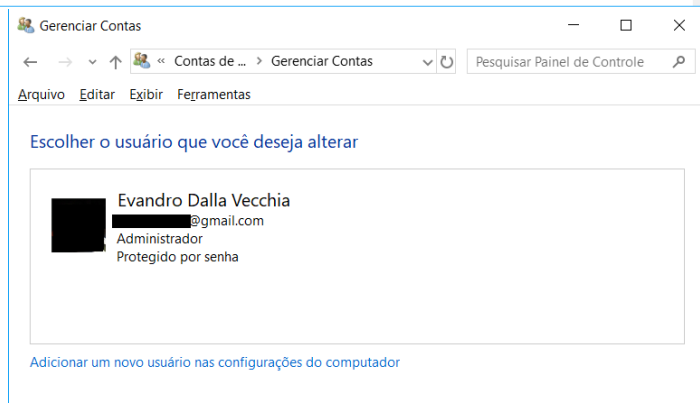 Gerenciar Contas
« Contas de ... > Gerenciar Contas
Pesquisar Painel de Controle
Arquivo Editar Exibir Ferramentas
Escolher o usuário que você deseja alterar
Evandro Dalla Vecchia
@gmail.com
Administrador
Protegido por senha
Adicionar um novo usuário nas configurações do computador